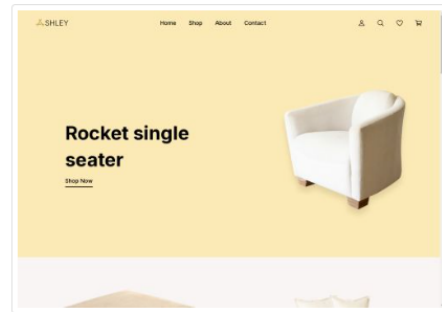 ASHLEY
Home Shop About Contact
Rocket single
seater
Shop Now